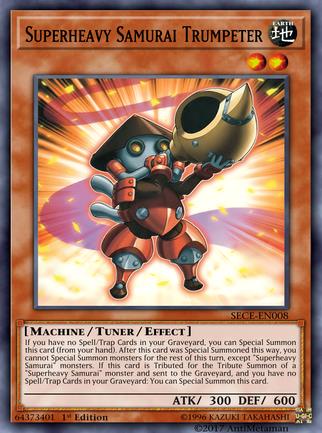 Superheavy Samurai Trumpeter
EARTH
地
SECE-EN008
[Machine / Tuner / Effect]
If you have no Spell/Trap Cards in your Graveyard, you can Special Summon
this card (from your hand). After this card was Special Summoned this way, you
cannot Special Summon monsters for the rest of this turn, except "Superheavy
Samurai" monsters. If this card is Tributed for the Tribute Summon of a
"Superheavy Samurai" monster and sent to the Graveyard, and you have no
Spell/Trap Cards in your Graveyard: You can Special Summon this card.
ATK/ 300 DEF/ 600
64373401 1st Edition ©1996 KAZUKI TAKAHASHI
©2017 AntiMetaman